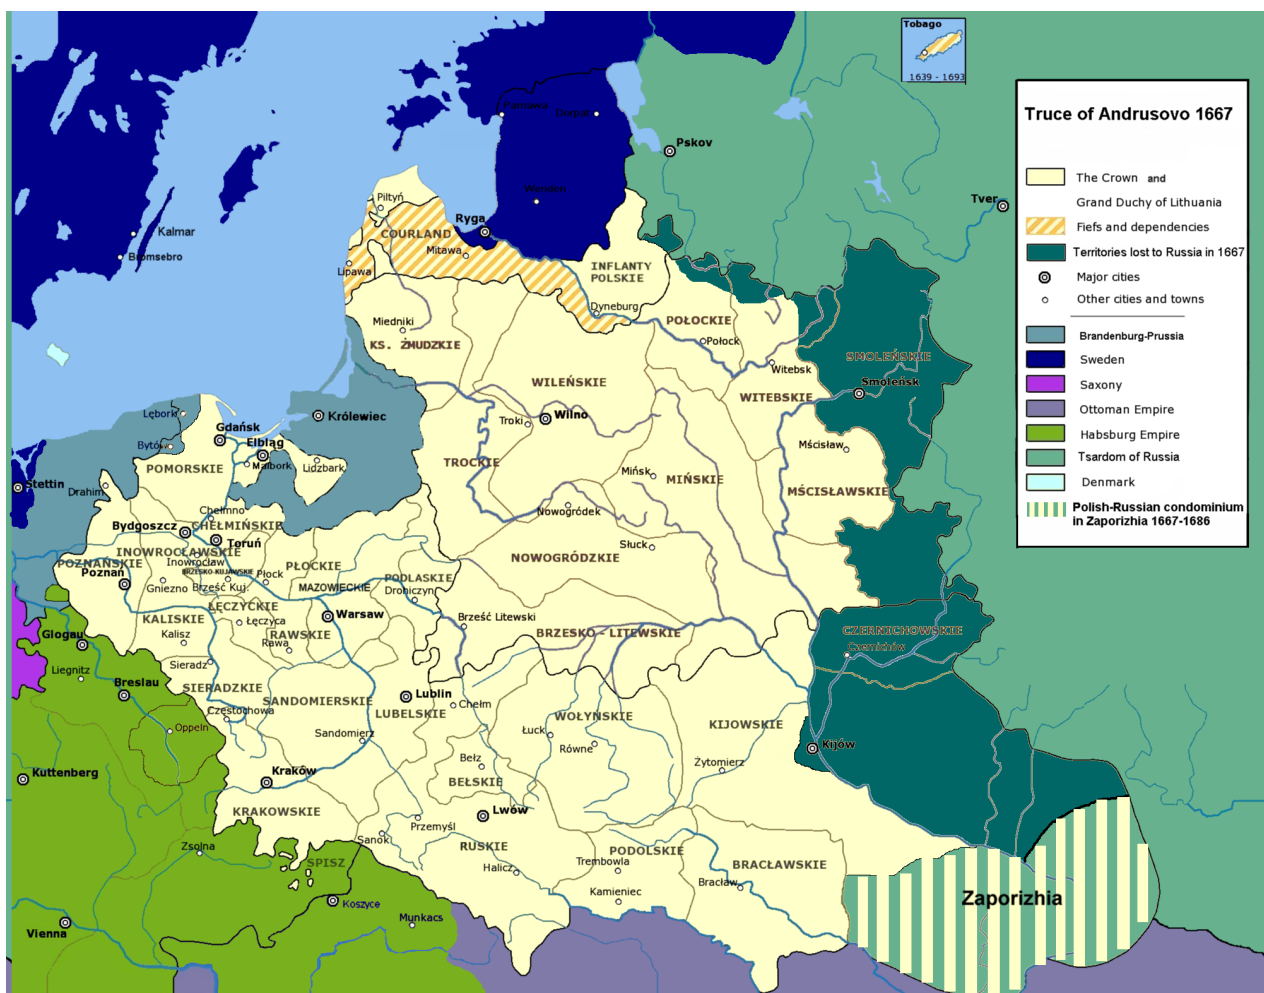 Tobago
1639 - 1693
Truce of Andrusovo 1667
The Crown and
Grand Duchy of Lithuania
Fiefs and dependencies
Territories lost to Russia in 1667
Major cities
Other cities and towns
Brandenburg-Prussia
Sweden
Saxony
Ottoman Empire
Habsburg Empire
Tsardom of Russia
Denmark
Polish-Russian condominium
in Zaporizhia 1667-1686
Parnawa
Dorpat
Pskov
Wenden
Tver
Piltyń
Ryga
Kalmar
COURLAND
Mitawa
Bromsebro
Lipawa
INFLANTY
POLSKIE
Dyneburg
Miedniki
POŁOCKIE
KS. ŻMUDZKIE
Połock
SMOLEŃSKIE
Witebsk
WILEŃSKIE
Smoleńsk
WITEBSKIE
Lębork
Królewiec
Troki
Wilno
Gdańsk
Bytów
Elbląg
Mścisław
POMORSKIE
Malbork
Lidzbark
TROCKIE
Mińsk
MIŃSKIE
Stettin
Drahim
MŚCISŁAWSKIE
Chełmno
Nowogródek
Bydgoszcz
CHEŁMIŃSKIE
Toruń
Słuck
INOWROCŁAWSKIE
POZNAŃSKIE
Inowrocław
PŁOCKIE
NOWOGRÓDZKIE
Poznań
BRZESKO-KUJAWSKIE
Płock
PODLASKIE
Gniezno
Brześć Kuj.
MAZOWIECKIE
Drohiczyn
ŁĘCZYCKIE
KALISKIE
Łęczyca
Warsaw
Brześć Litewski
Glogau
Kalisz
RAWSKIE
Rawa
BRZESKO - LITEWSKIE
CZERNICHOWSKIE
Czernichów
Liegnitz
Sieradz
Breslau
SIERADZKIE
Lublin
SANDOMIERSKIE
Chełm
Częstochowa
LUBELSKIE
WOŁYŃSKIE
KIJOWSKIE
Oppeln
Sandomierz
Łuck
Równe
Kijów
Bełz
Żytomierz
Kuttenberg
Kraków
BEŁSKIE
KRAKOWSKIE
Lwów
Przemyśl
Sanok
Zsolna
RUSKIE
PODOLSKIE
SPISZ
Halicz
Trembowla
BRACŁAWSKIE
Bracław
Kamieniec
Zaporizhia
Koszyce
Munkacs
Vienna